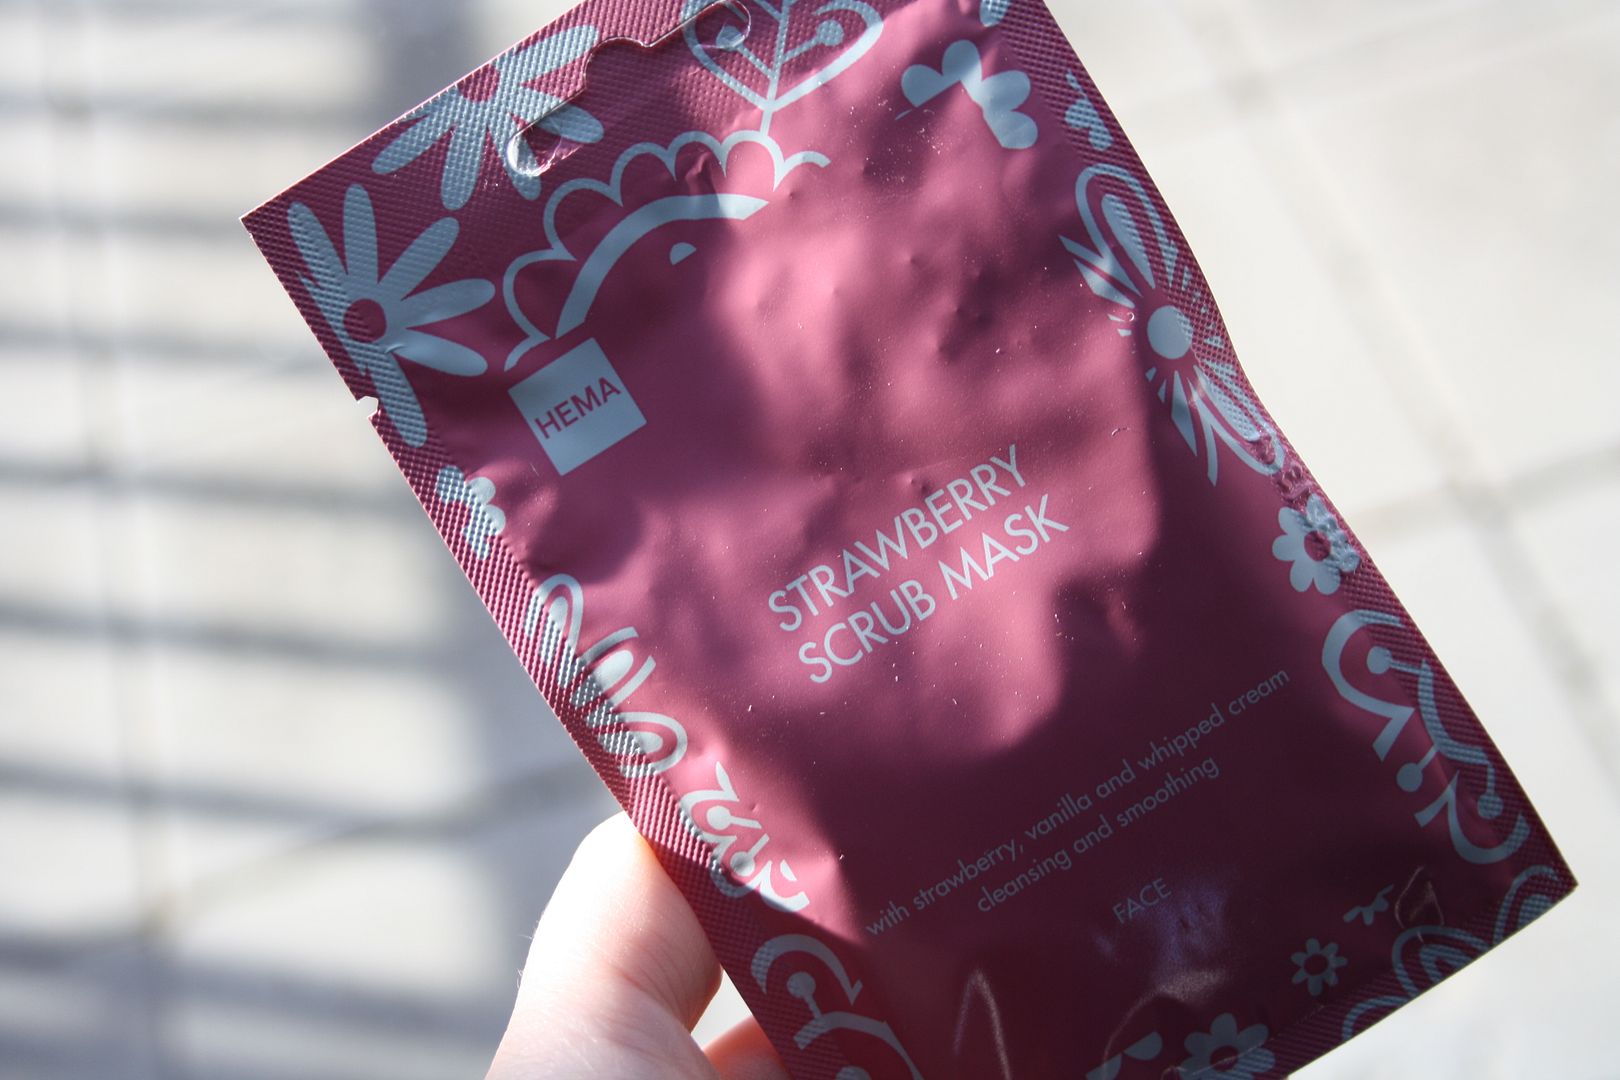 HEMA
STRAWBERRY
SCRUB MASK
with strawberry, vanilla and whipped cream
cleansing and smoothing
FACE